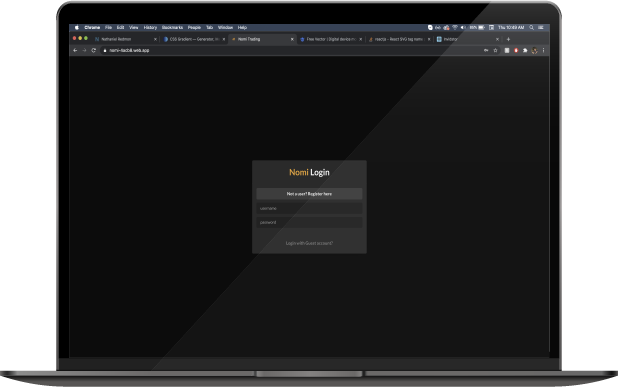 Chrome File Edit View History Bookmarks People Tab Window Help Thu 10:49 AM
Nathaniel Redmon CSS Gradient — Generator, Nomi Trading Free Vector | Digital device m reactjs - React SVG tag name
nomi-8acb8.web.app
Nomi Login
Not a user? Register here
username
password
Login with Guest account?